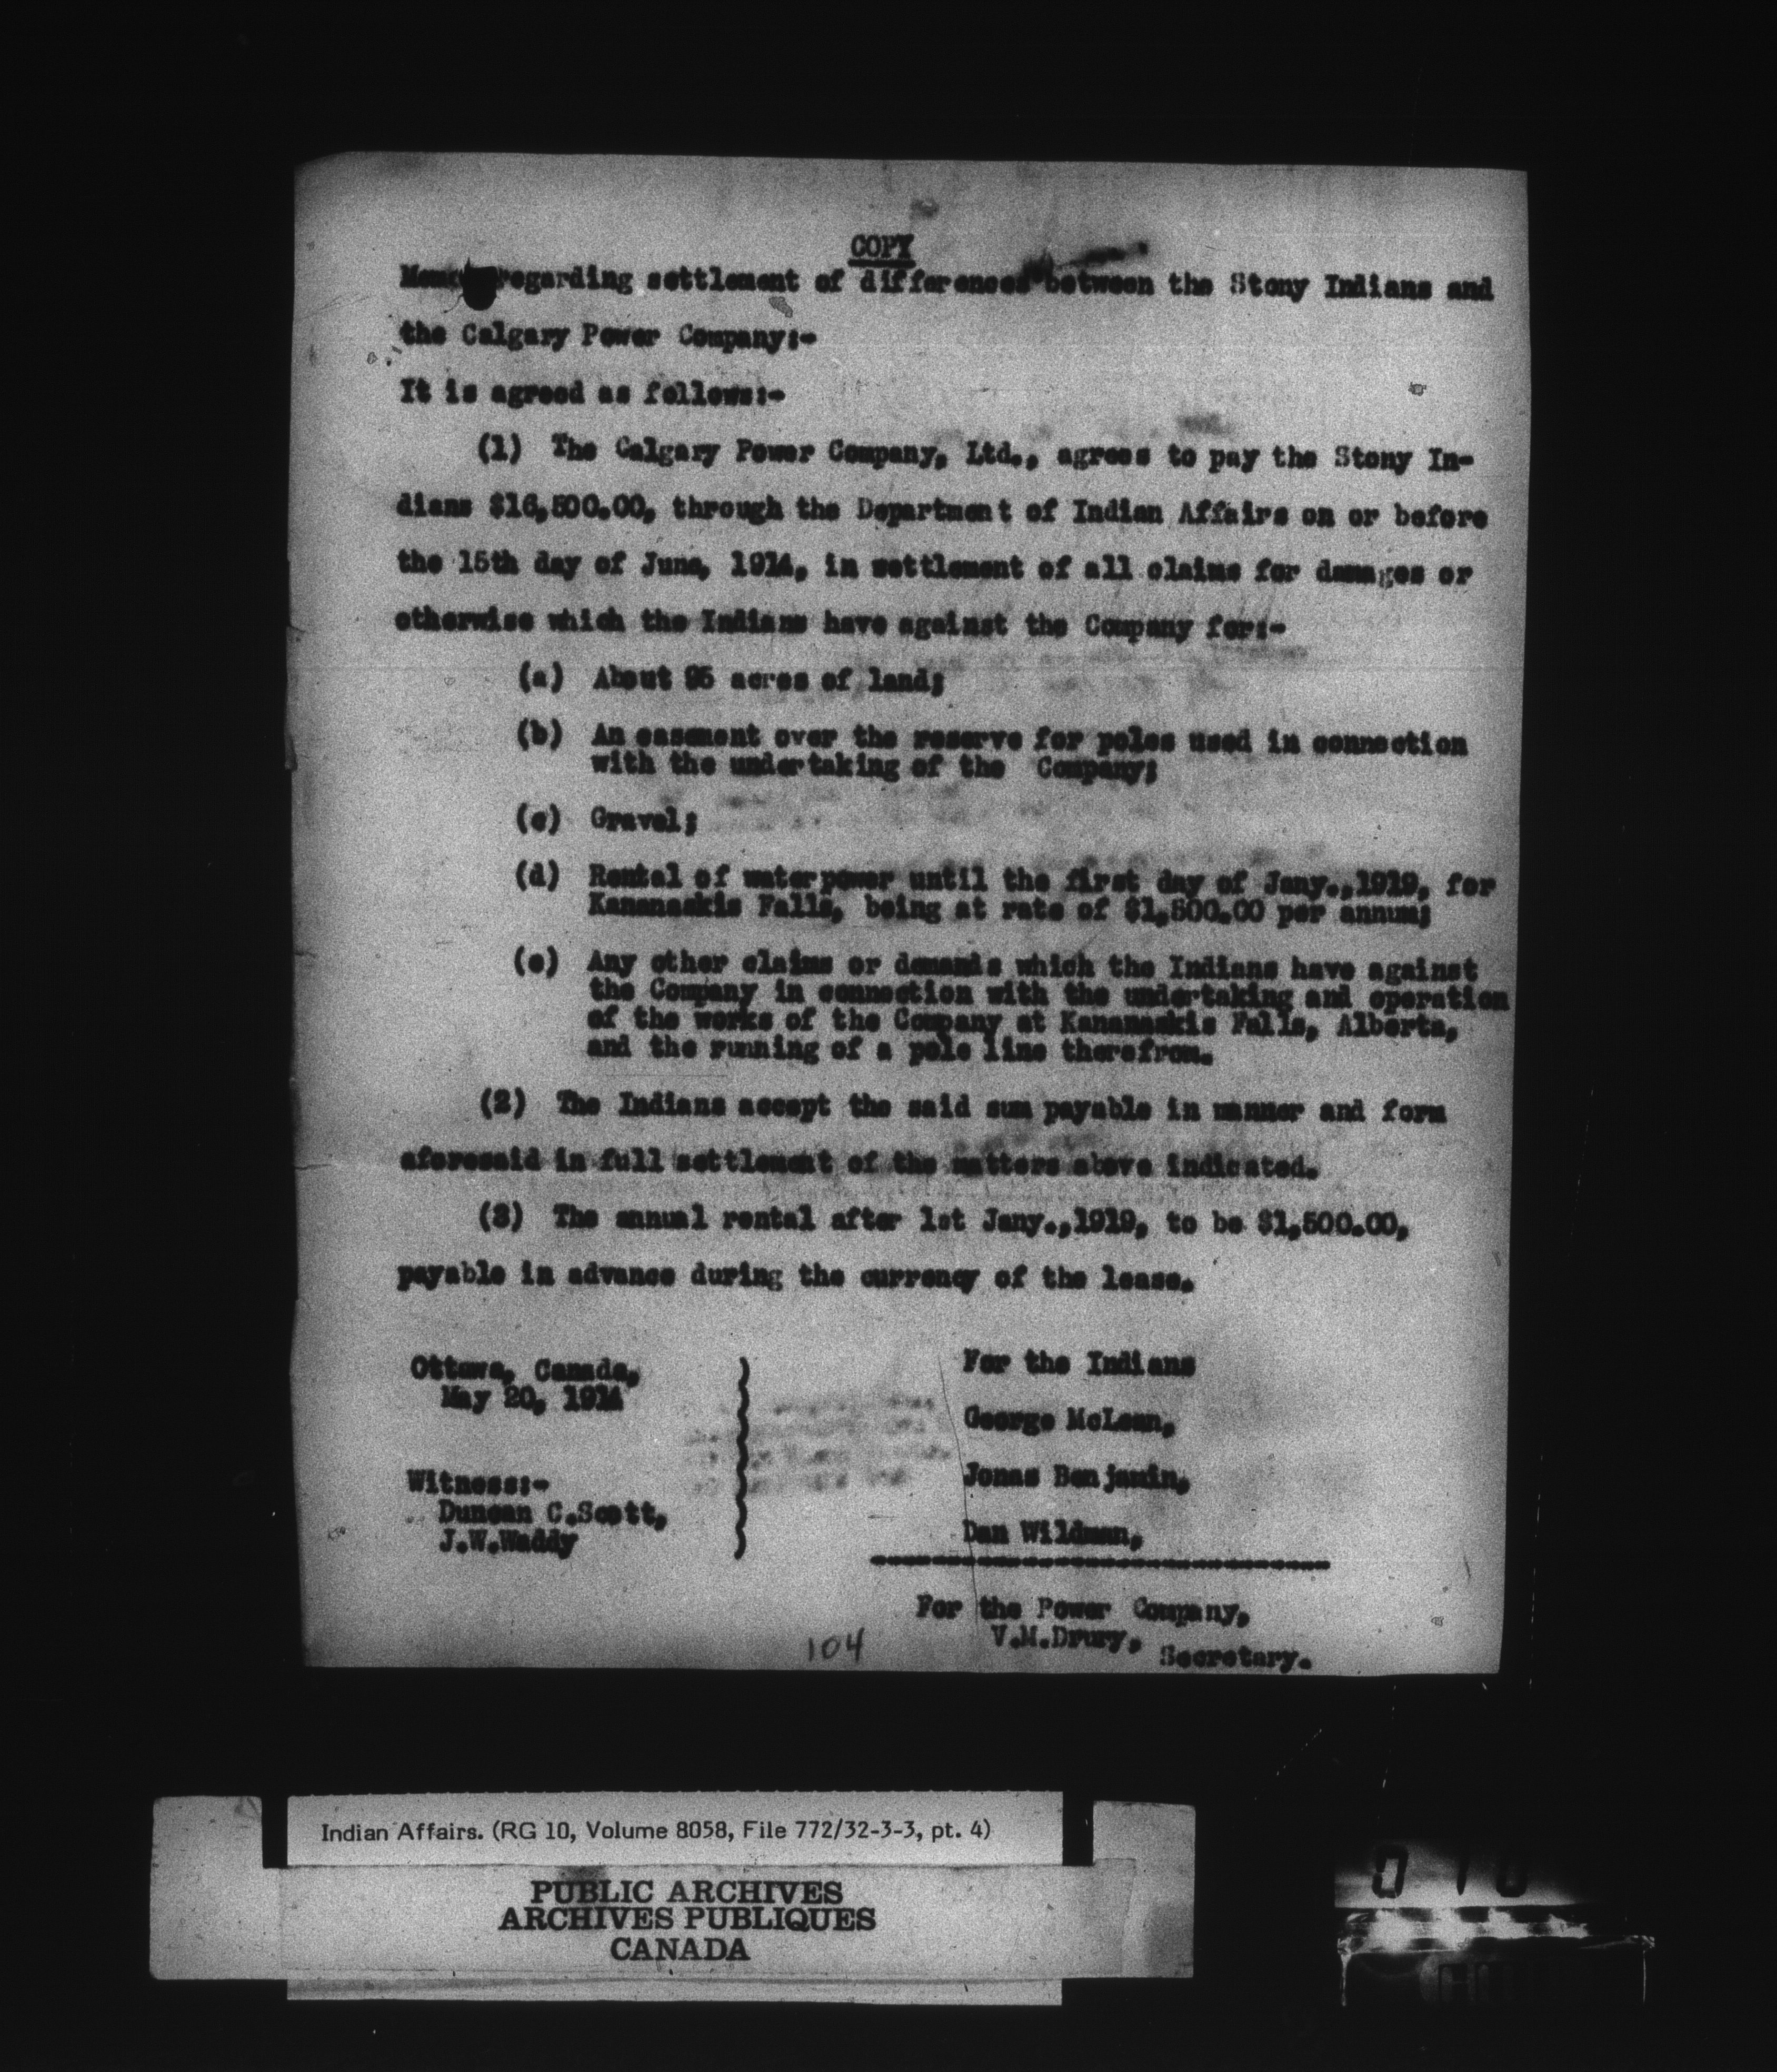 COPY
Memo regarding settlement of differences between the Stony Indians and
the Calgary Power Company:-
It is agreed as follows:-
(1) The Calgary Power Company, Ltd., agrees to pay the Stony In-
dians $16,500.00, through the Department of Indian Affairs on or before
the 15th day of June, 1914, in settlement of all claims for damages or
otherwise which the Indians have against the Company for:-
(a) About 95 acres of land;
(b) An easement over the reserve for poles used in connection
with the undertaking of the Company;
(c) Gravel;
(d) Rental of waterpower until the first day of Jany.,1919, for
Kananaskis Falls, being at rate of $1,500.00 per annum;
(e) Any other claims or demands which the Indians have against
the Company in connection with the undertaking and operation
of the works of the Company at Kananaskis Falls, Alberta,
and the running of a pole line therefrom.
(2) The Indians accept the said sum payable in manner and form
aforesaid in full settlement of the matters above indicated.
(3) The annual rental after 1st Jany.,1919, to be $1,500.00,
payable in advance during the currency of the lease.
Ottawa, Canada,
May 20, 1914
Witness:-
Duncan C.Scott,
J.W.Waddy
For the Indians
George McLean,
Jonas Benjamin,
Dan Wildman,
For the Power Company,
V.M.Drury,
Secretary.
104
Indian Affairs. (RG 10, Volume 8058, File 772/32-3-3, pt. 4)
PUBLIC ARCHIVES
ARCHIVES PUBLIQUES
CANADA